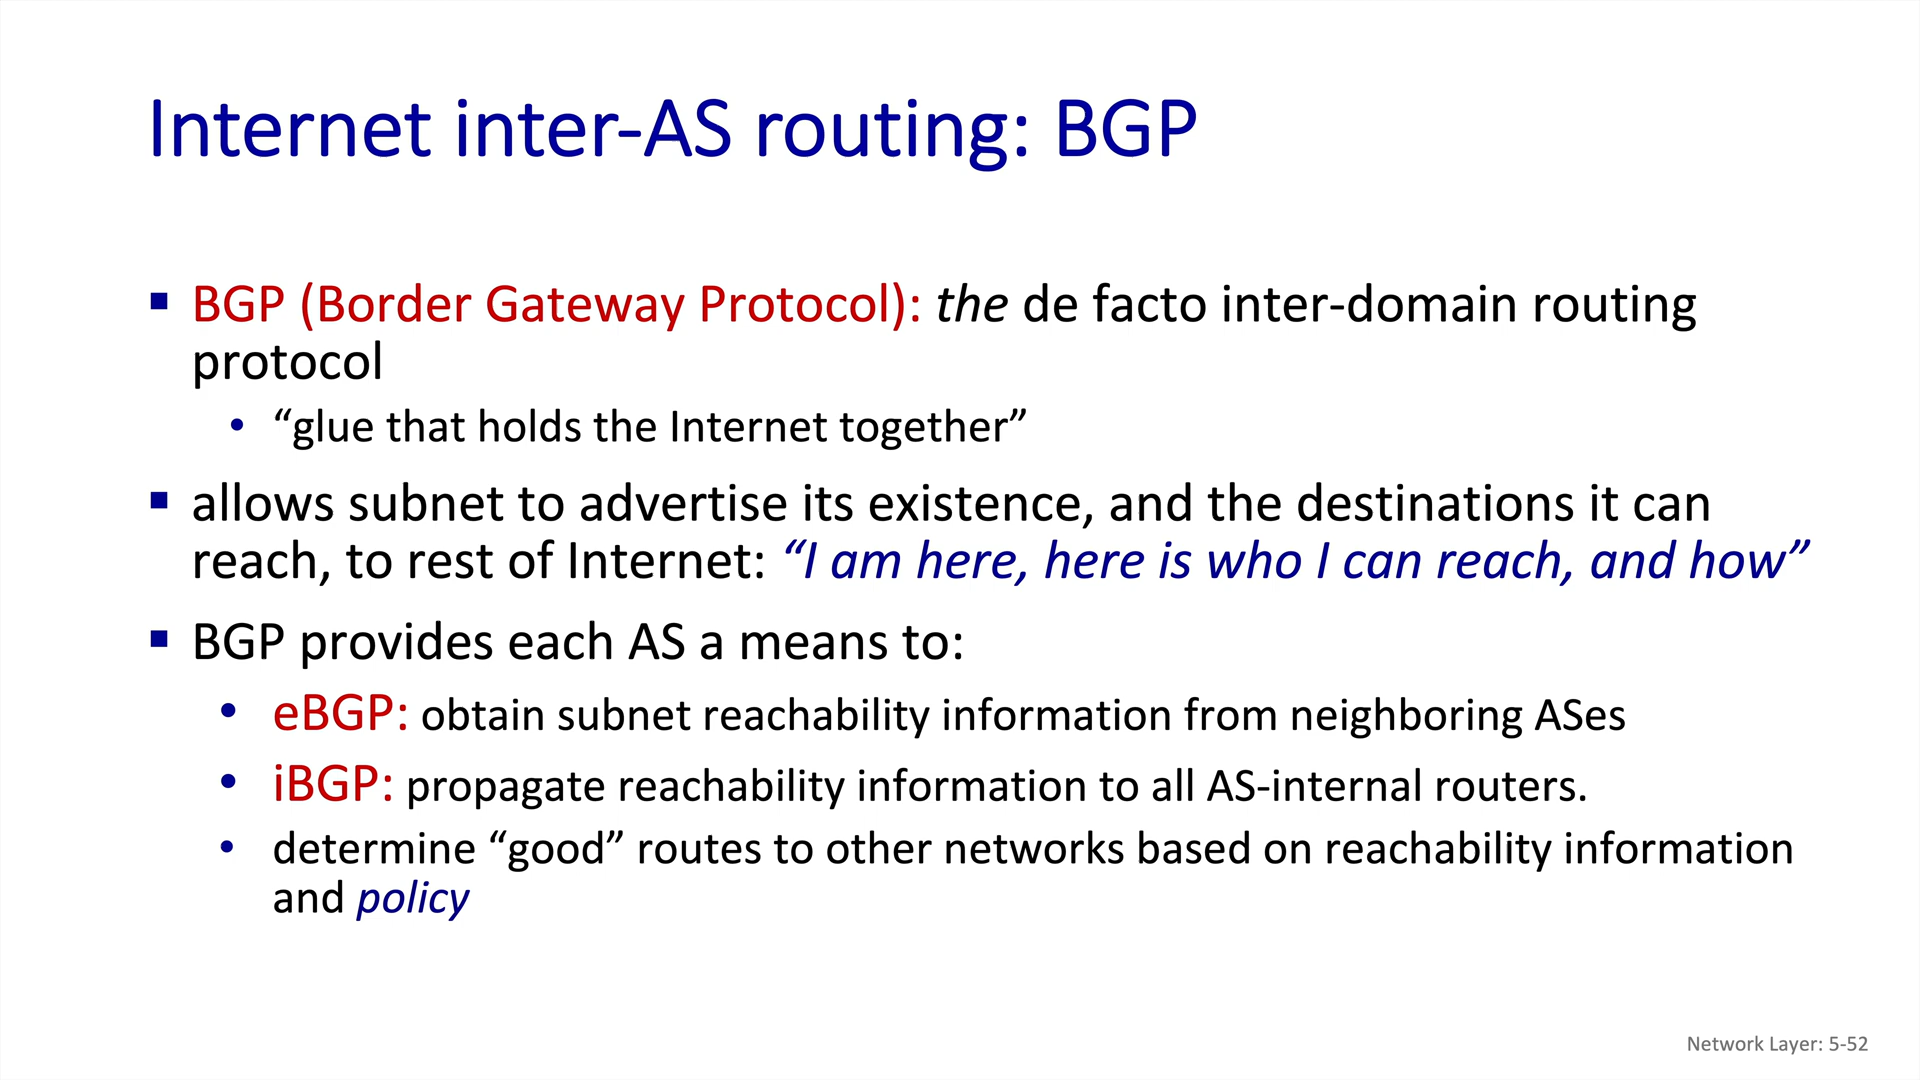 Internet inter-AS routing: BGP
▪ BGP (Border Gateway Protocol): the de facto inter-domain routing
protocol
• “glue that holds the Internet together”
▪ allows subnet to advertise its existence, and the destinations it can
reach, to rest of Internet: “I am here, here is who I can reach, and how”
▪ BGP provides each AS a means to:
• eBGP: obtain subnet reachability information from neighboring ASes
• iBGP: propagate reachability information to all AS-internal routers.
• determine “good” routes to other networks based on reachability information
and policy
Network Layer: 5-52